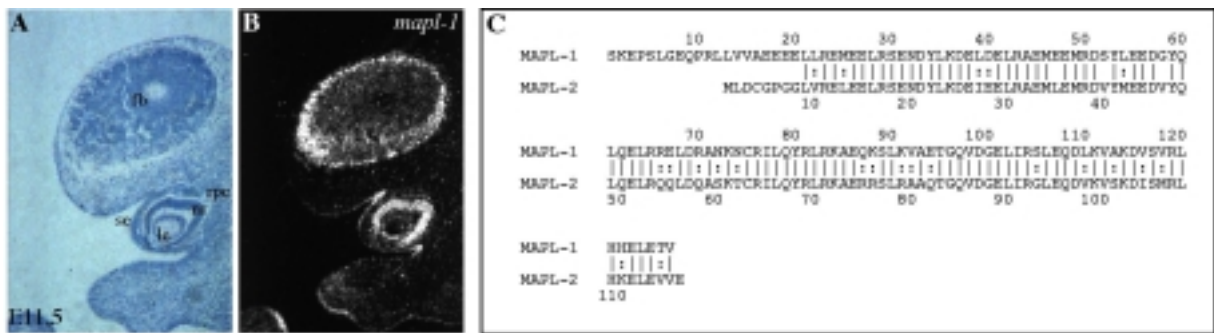 A
B
mapl-1
fb
rpe
se
le
E11.5
C
10 20 30 40 50 60
MAPL-1 SKEPSLGEQPRLLVVAEEEELLREMEELRSENDYLKDELDELRAEMEEMRDSYLEEDGYQ
MAPL-2 MLDCGPGGLVRELEELRSENDYLKDEIEELRAEMLEMRDVYMEEDVYQ
10 20 30 40
70 80 90 100 110 120
MAPL-1 LQELRRELDRANKNCRILQYRLRKAEQKSLKVAETGQVDGELIRSLEQDLKVAKDVSVRL
MAPL-2 LQELRQQLDQASKTCRILQYRLRKAERRSLRAAQTGQVDGELIRGLEQDVKVSKDISMRL
50 60 70 80 90 100
MAPL-1 HHELETV
MAPL-2 HKELEVVE
110